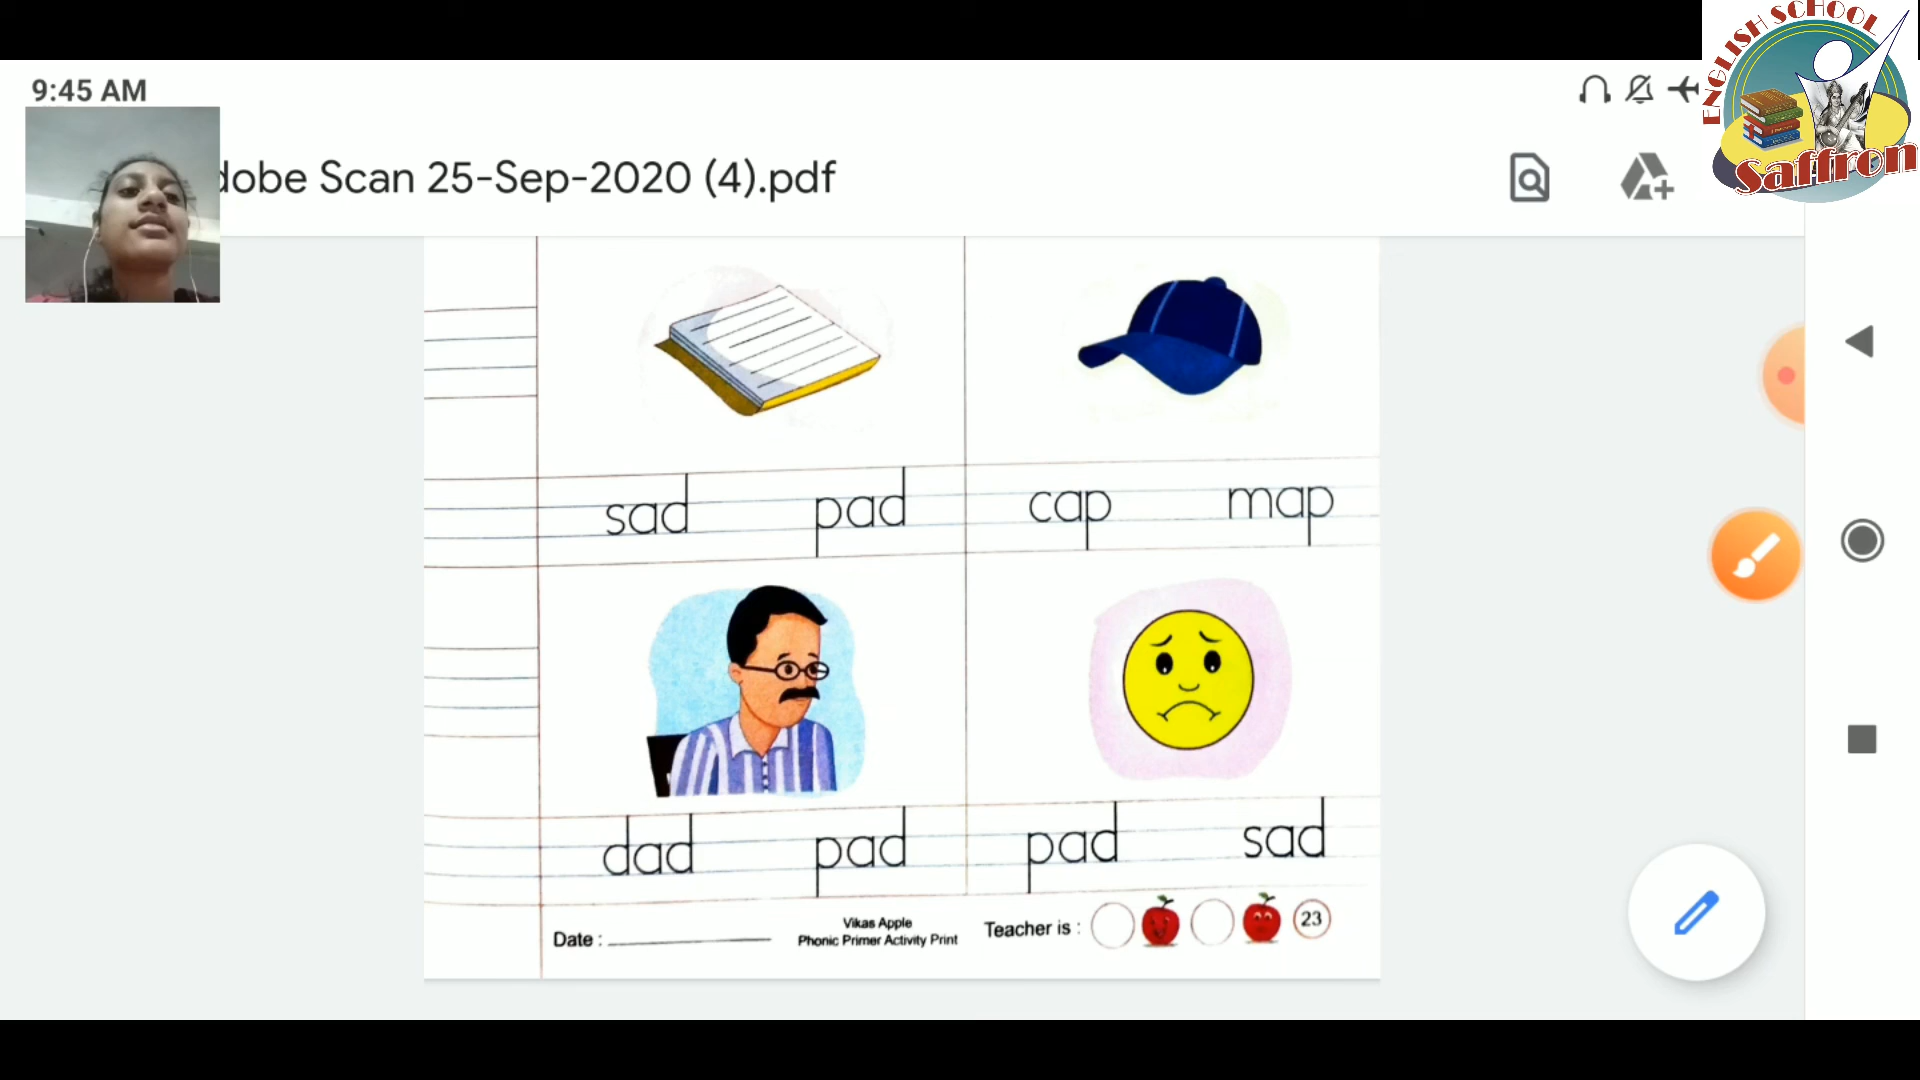 9:45 AM
dobe Scan 25-Sep-2020 (4).pdf
ENGLISH SCHOOL
Saffron
sad pad cap map
dad pad pad sad
Date :
Vikas Apple
Phonic Primer Activity Print
Teacher is :
23